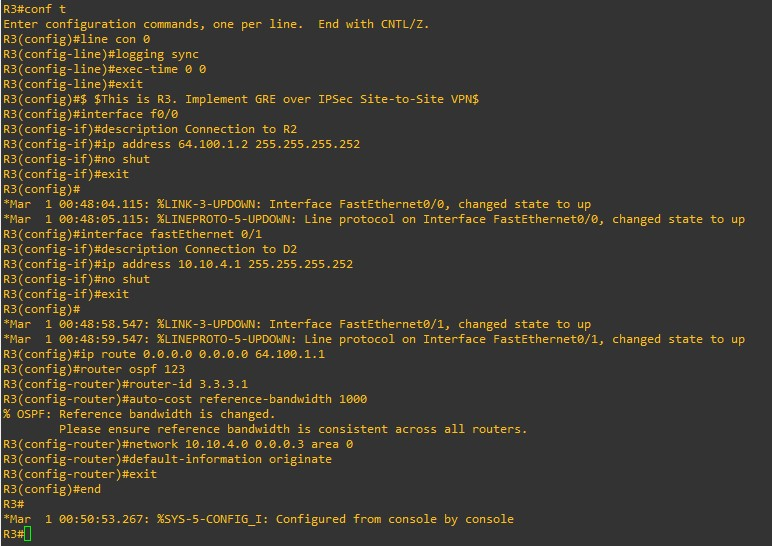 R3#conf t
Enter configuration commands, one per line.  End with CNTL/Z.
R3(config)#line con 0
R3(config-line)#logging sync
R3(config-line)#exec-time 0 0
R3(config-line)#exit
R3(config)#$ $This is R3. Implement GRE over IPSec Site-to-Site VPN$
R3(config)#interface f0/0
R3(config-if)#description Connection to R2
R3(config-if)#ip address 64.100.1.2 255.255.255.252
R3(config-if)#no shut
R3(config-if)#exit
R3(config)#
*Mar  1 00:48:04.115: %LINK-3-UPDOWN: Interface FastEthernet0/0, changed state to up
*Mar  1 00:48:05.115: %LINEPROTO-5-UPDOWN: Line protocol on Interface FastEthernet0/0, changed state to up
R3(config)#interface fastEthernet 0/1
R3(config-if)#description Connection to D2
R3(config-if)#ip address 10.10.4.1 255.255.255.252
R3(config-if)#no shut
R3(config-if)#exit
R3(config)#
*Mar  1 00:48:58.547: %LINK-3-UPDOWN: Interface FastEthernet0/1, changed state to up
*Mar  1 00:48:59.547: %LINEPROTO-5-UPDOWN: Line protocol on Interface FastEthernet0/1, changed state to up
R3(config)#ip route 0.0.0.0 0.0.0.0 64.100.1.1
R3(config)#router ospf 123
R3(config-router)#router-id 3.3.3.1
R3(config-router)#auto-cost reference-bandwidth 1000
% OSPF: Reference bandwidth is changed.
        Please ensure reference bandwidth is consistent across all routers.
R3(config-router)#network 10.10.4.0 0.0.0.3 area 0
R3(config-router)#default-information originate
R3(config-router)#exit
R3(config)#end
R3#
*Mar  1 00:50:53.267: %SYS-5-CONFIG_I: Configured from console by console
R3#